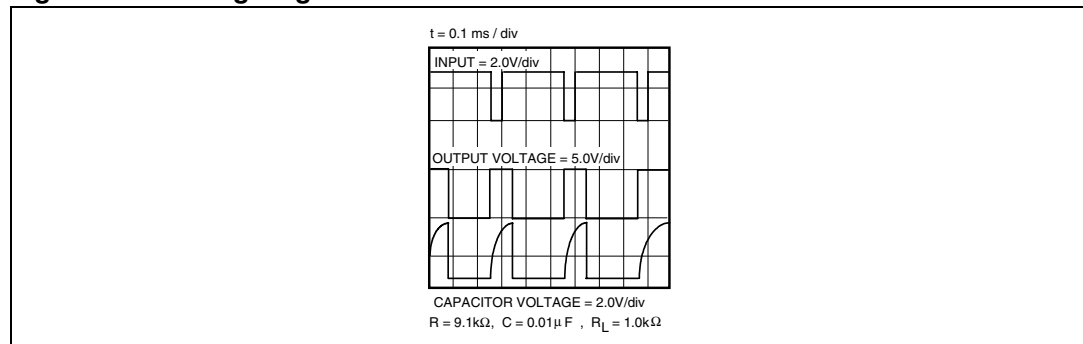 t = 0.1 ms / div
INPUT = 2.0V/div
OUTPUT VOLTAGE = 5.0V/div
CAPACITOR VOLTAGE = 2.0V/div
R = 9.1kΩ, C = 0.01μ F , RL = 1.0kΩ